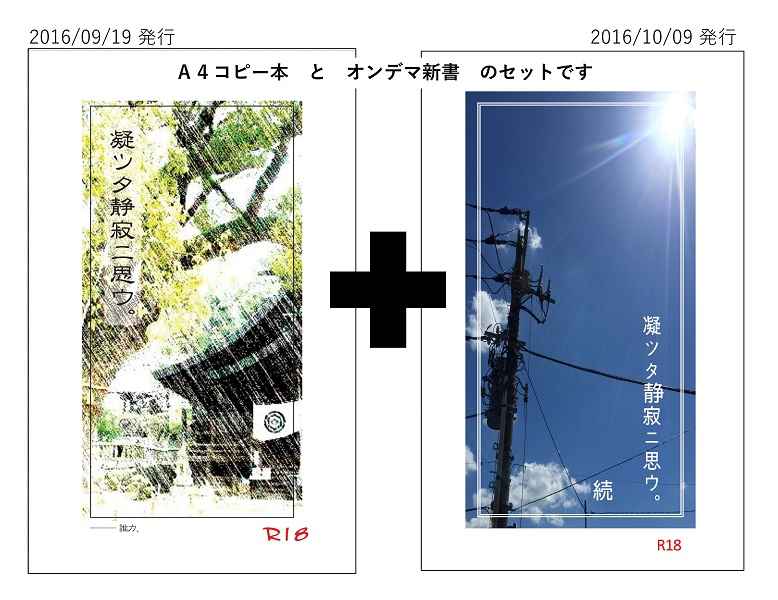 2016/09/19 発行
2016/10/09 発行
A4コピー本 と オンデマ新書 のセットです
凝ツタ静寂ニ思ウ。
R18
凝ツタ静寂ニ思ウ。
続
R18